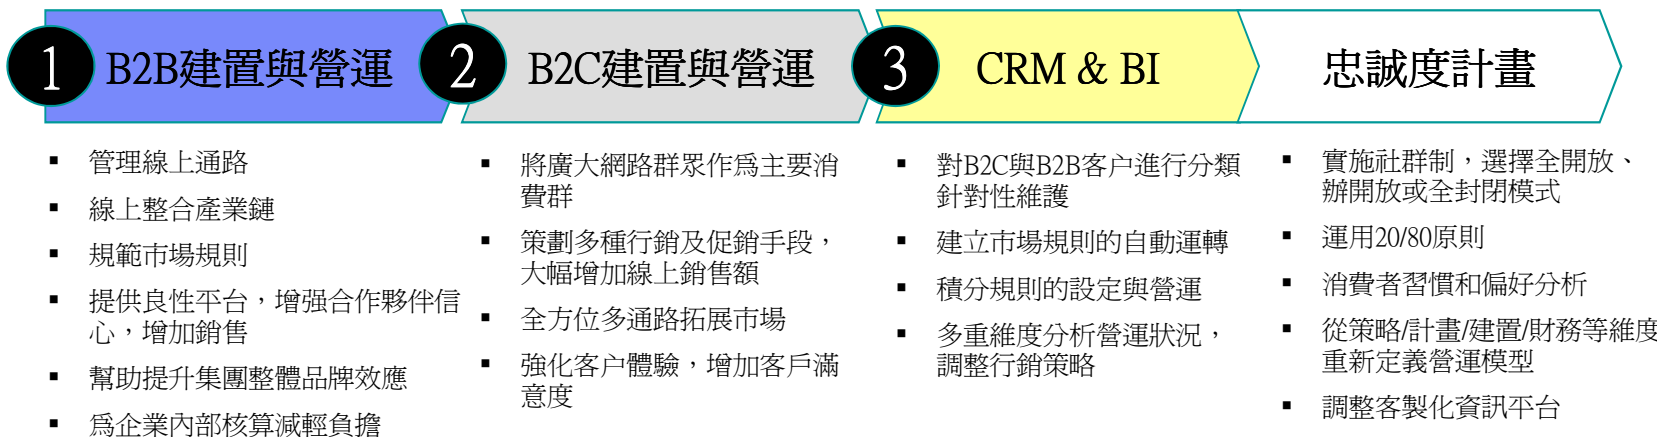 1
B2B建置與營運
2
B2C建置與營運
3
CRM & BI
忠誠度計畫
▪ 管理線上通路
▪ 線上整合產業鏈
▪ 規範市場規則
▪ 提供良性平台，增强合作夥伴信
心，增加銷售
▪ 幫助提升集團整體品牌效應
▪ 為企業內部核算減輕負擔
▪ 將廣大網路群眾作為主要消
費群
▪ 策劃多種行銷及促銷手段，
大幅增加線上銷售額
▪ 全方位多通路拓展市場
▪ 強化客户體驗，增加客戶滿
意度
▪ 對B2C與B2B客户進行分類
針對性維護
▪ 建立市場規則的自動運轉
▪ 積分規則的設定與營運
▪ 多重維度分析營運狀況，
調整行銷策略
▪ 實施社群制，選擇全開放、
辦開放或全封閉模式
▪ 運用20/80原則
▪ 消費者習慣和偏好分析
▪ 從策略/計畫/建置/財務等維度
重新定義營運模型
▪ 調整客製化資訊平台